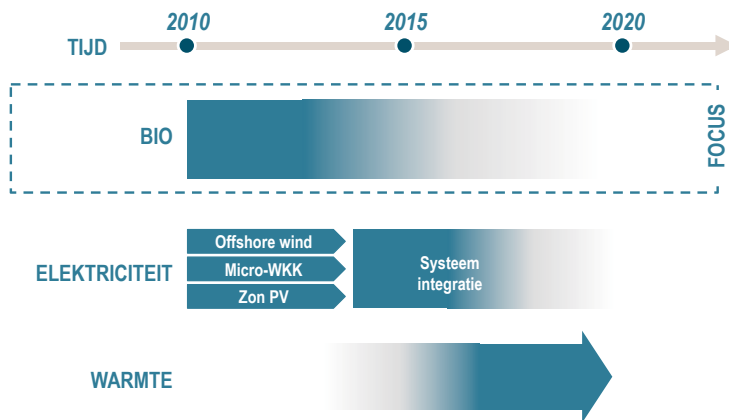 2010 2015 2020
TIJD
BIO
FOCUS
Offshore wind
Micro-WKK
Zon PV
ELEKTRICITEIT
Systeem
integratie
WARMTE